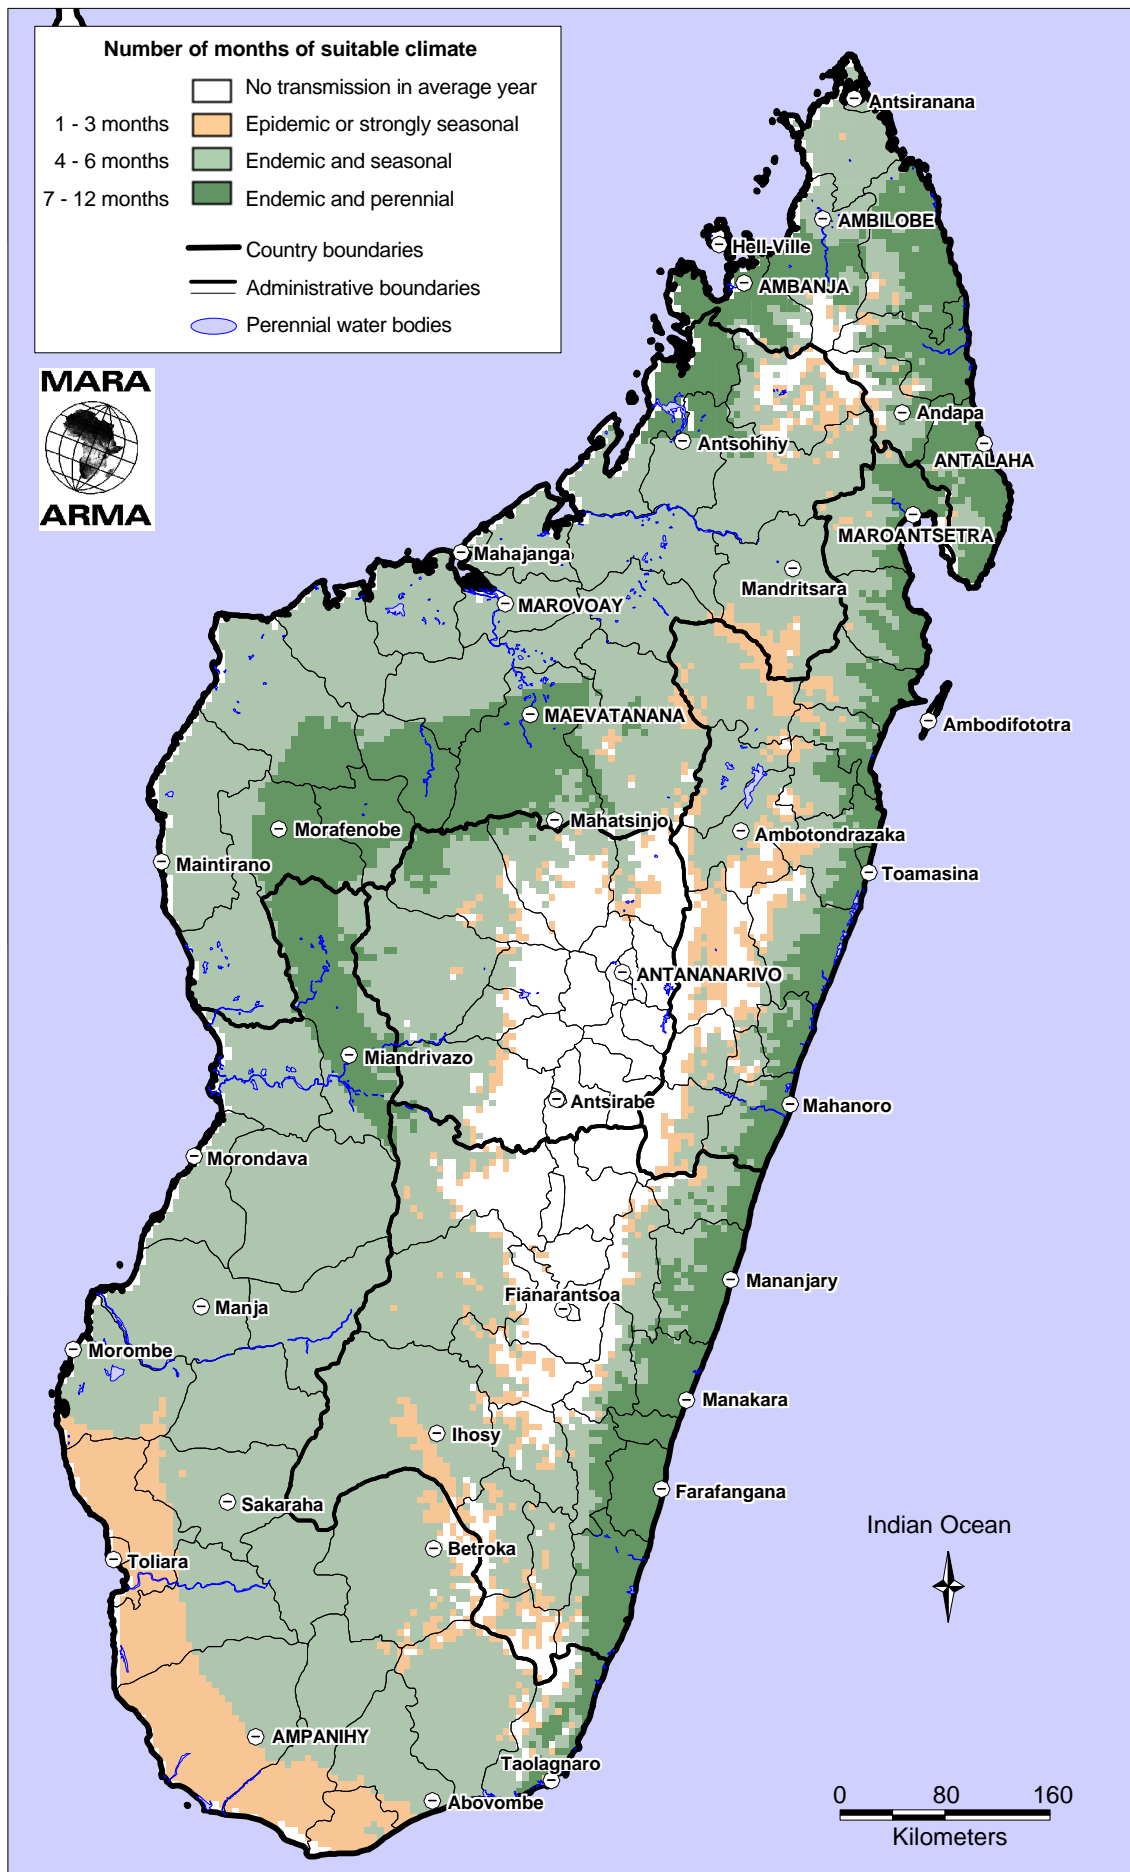 Number of months of suitable climate
No transmission in average year
1 - 3 months Epidemic or strongly seasonal
4 - 6 months Endemic and seasonal
7 - 12 months Endemic and perennial
Country boundaries
Administrative boundaries
Perennial water bodies
MARA
ARMA
Antsiranana
AMBILOBE
Hell-Ville
AMBANJA
Andapa
Antsohihy
ANTALAHA
MAROANTSETRA
Mahajanga
Mandritsara
MAROVOAY
MAEVATANANA
Ambodifototra
Mahatsinjo
Morafenobe
Ambotondrazaka
Maintirano
Toamasina
ANTANANARIVO
Miandrivazo
Antsirabe
Mahanoro
Morondava
Mananjary
Fianarantsoa
Manja
Morombe
Manakara
Ihosy
Farafangana
Sakaraha
Indian Ocean
Betroka
Toliara
AMPANIHY
Taolagnaro
Abovombe
0 80 160
Kilometers